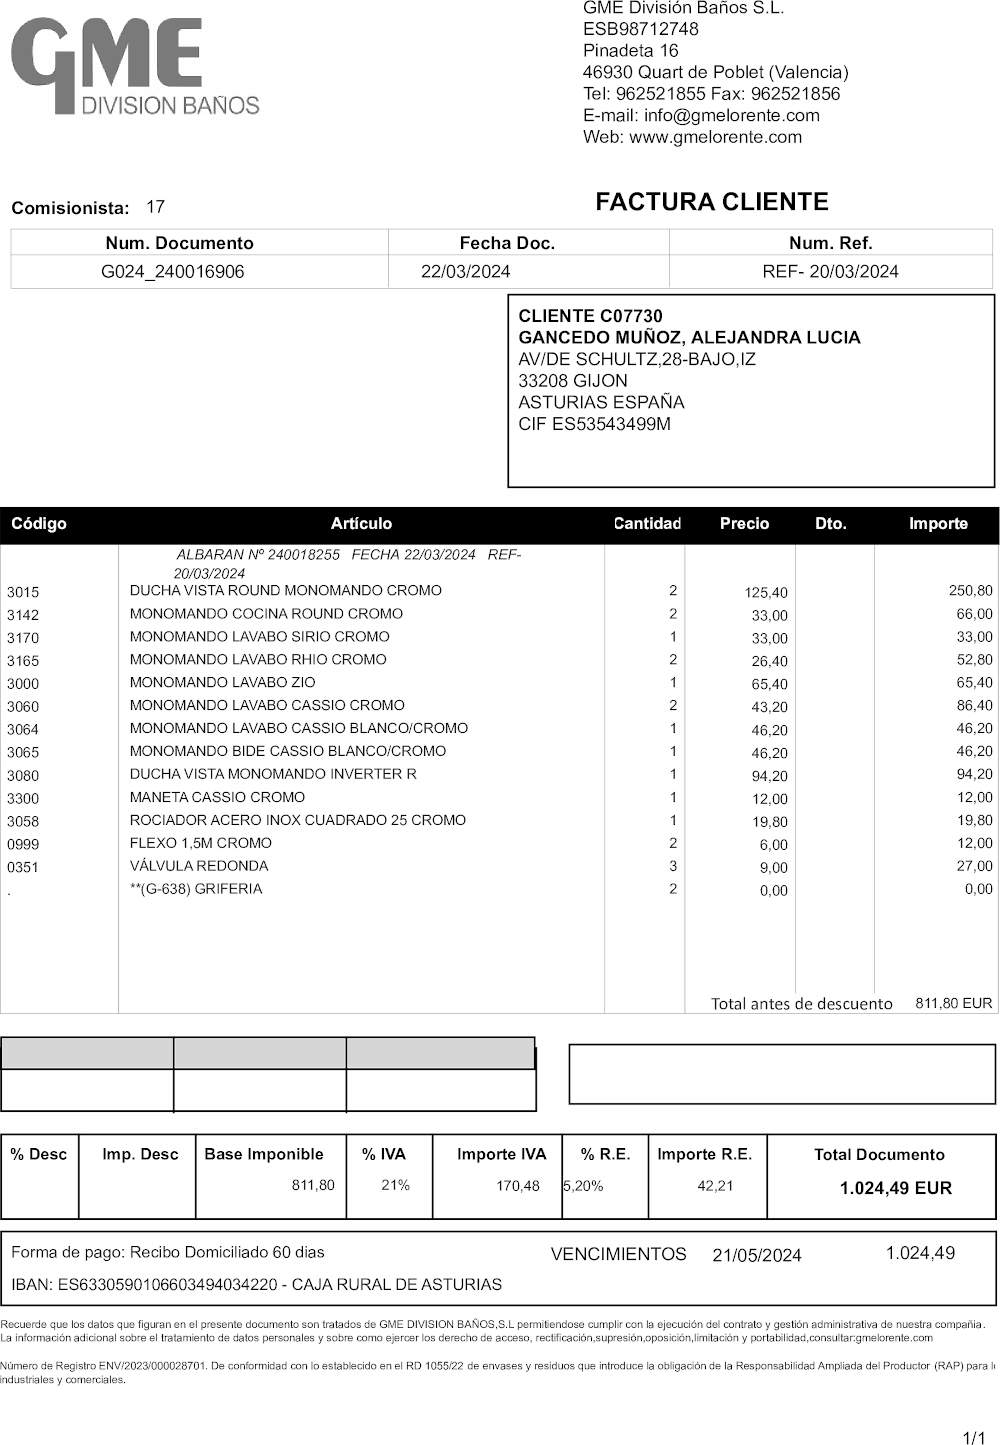 GME
DIVISION BAÑOS
GME División Baños S.L.
ESB98712748
Pinadeta 16
46930 Quart de Poblet (Valencia)
Tel: 962521855 Fax: 962521856
E-mail: info@gmelorente.com
Web: www.gmelorente.com
Comisionista: 17
FACTURA CLIENTE
Num. Documento Fecha Doc. Num. Ref.
G024_240016906 22/03/2024 REF- 20/03/2024
CLIENTE C07730
GANCEDO MUÑOZ, ALEJANDRA LUCIA
AV/DE SCHULTZ,28-BAJO,IZ
33208 GIJON
ASTURIAS ESPAÑA
CIF ES53543499M
Código Artículo Cantidad Precio Dto. Importe
ALBARAN Nº 240018255 FECHA 22/03/2024 REF-
20/03/2024
3015 DUCHA VISTA ROUND MONOMANDO CROMO 2 125,40 250,80
3142 MONOMANDO COCINA ROUND CROMO 2 33,00 66,00
3170 MONOMANDO LAVABO SIRIO CROMO 1 33,00 33,00
3165 MONOMANDO LAVABO RHIO CROMO 2 26,40 52,80
3000 MONOMANDO LAVABO ZIO 1 65,40 65,40
3060 MONOMANDO LAVABO CASSIO CROMO 2 43,20 86,40
3064 MONOMANDO LAVABO CASSIO BLANCO/CROMO 1 46,20 46,20
3065 MONOMANDO BIDE CASSIO BLANCO/CROMO 1 46,20 46,20
3080 DUCHA VISTA MONOMANDO INVERTER R 1 94,20 94,20
3300 MANETA CASSIO CROMO 1 12,00 12,00
3058 ROCIADOR ACERO INOX CUADRADO 25 CROMO 1 19,80 19,80
0999 FLEXO 1,5M CROMO 2 6,00 12,00
0351 VÁLVULA REDONDA 3 9,00 27,00
. **(G-638) GRIFERIA 2 0,00 0,00
Total antes de descuento 811,80 EUR
% Desc Imp. Desc Base Imponible % IVA Importe IVA % R.E. Importe R.E. Total Documento
811,80 21% 170,48 5,20% 42,21 1.024,49 EUR
Forma de pago: Recibo Domiciliado 60 dias VENCIMIENTOS 21/05/2024 1.024,49
IBAN: ES6330590106603494034220 - CAJA RURAL DE ASTURIAS
Recuerde que los datos que figuran en el presente documento son tratados de GME DIVISION BAÑOS,S.L permitiendose cumplir con la ejecución del contrato y gestión administrativa de nuestra compañia.
La información adicional sobre el tratamiento de datos personales y sobre como ejercer los derecho de acceso, rectificación,supresión,oposición,limitación y portabilidad,consultar:gmelorente.com
Número de Registro ENV/2023/000028701. De conformidad con lo establecido en el RD 1055/22 de envases y residuos que introduce la obligación de la Responsabilidad Ampliada del Productor (RAP) para
industriales y comerciales.
1/1